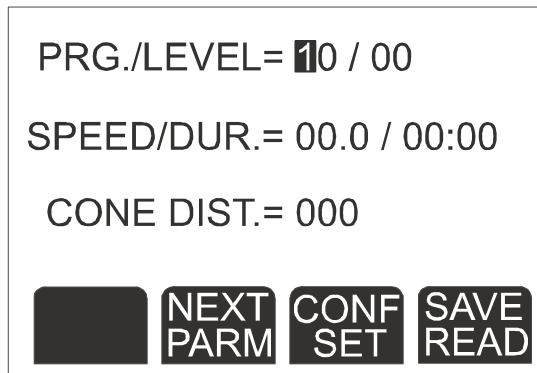 PRG./LEVEL= 10 / 00
SPEED/DUR.= 00.0 / 00:00
CONE DIST.= 000
NEXT PARM
CONF SET
SAVE READ